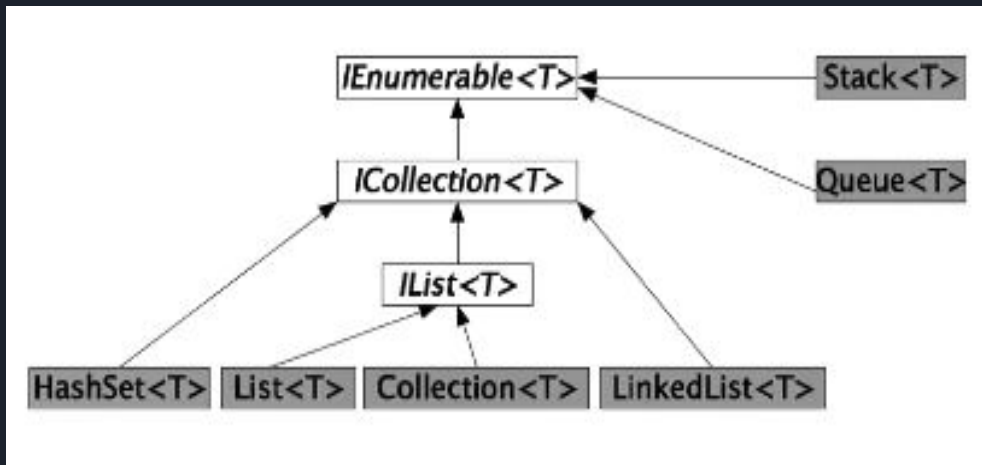 IEnumerable<T>
Stack<T>
ICollection<T>
Queue<T>
IList<T>
HashSet<T>
List<T>
Collection<T>
LinkedList<T>